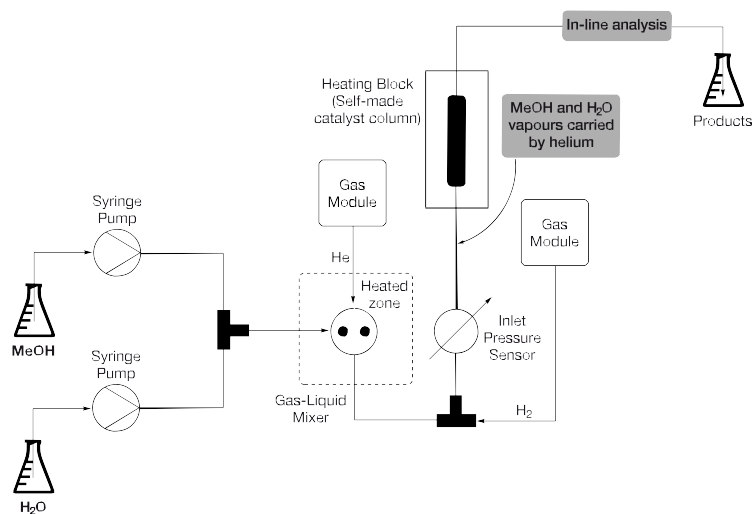 In-line analysis
Heating Block
(Self-made
catalyst column)
MeOH and H₂O
vapours carried
by helium
Products
Gas
Module
Syringe
Pump
Gas
Module
He
Heated
zone
MeOH
Inlet
Pressure
Sensor
Syringe
Pump
Gas-Liquid
Mixer
H₂
H₂O